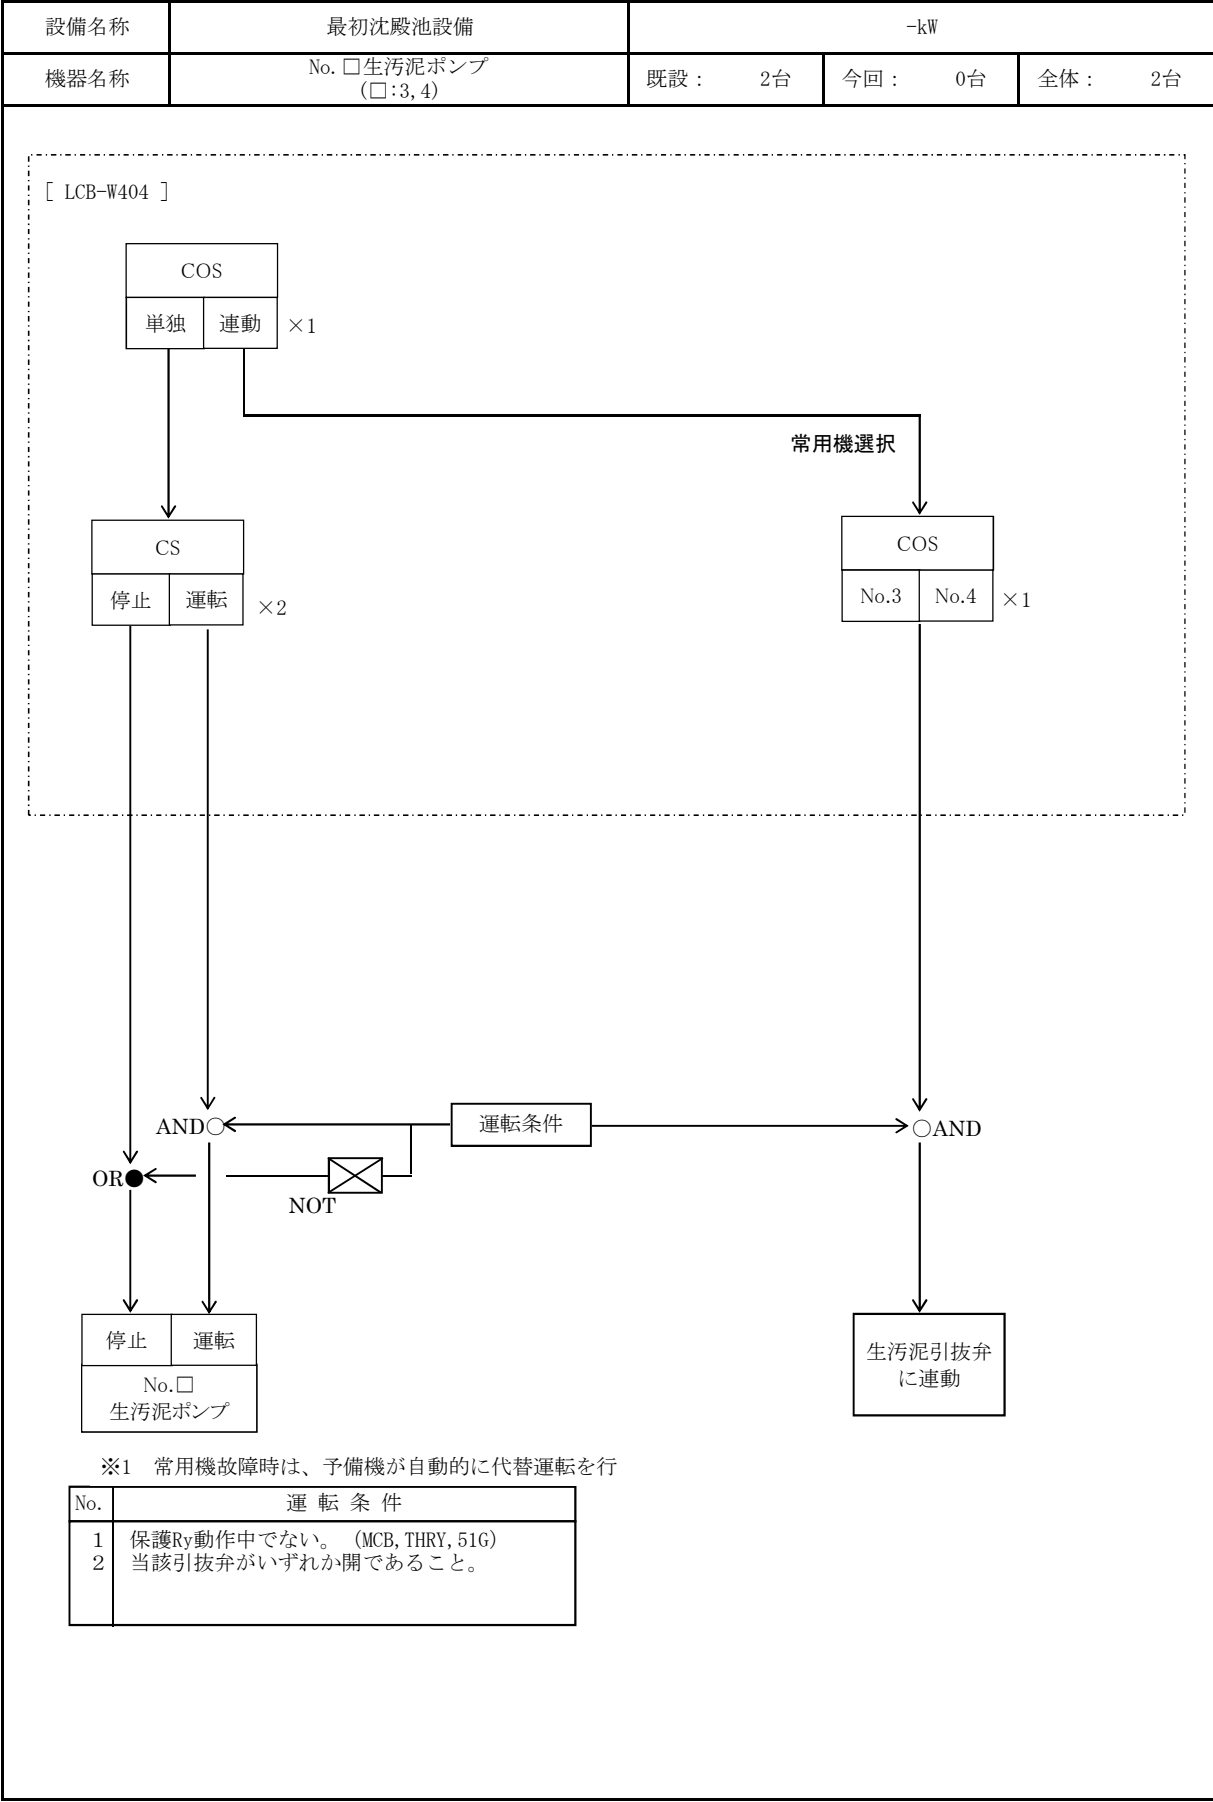 設備名称 最初沈殿池設備 -kW
機器名称 No.□生汚泥ポンプ
(□:3,4)
既設： 2台 今回： 0台 全体： 2台
[ LCB-W404 ]
COS
単独 連動 ×1
常用機選択
CS
停止 運転 ×2
COS
No.3 No.4 ×1
AND○ 運転条件 ○AND
OR●
NOT
停止 運転
No.□
生汚泥ポンプ
生汚泥引抜弁
に連動
※1 常用機故障時は、予備機が自動的に代替運転を行
No. 運 転 条 件
1 保護Ry動作中でない。（MCB,THRY,51G）
2 当該引抜弁がいずれか開であること。